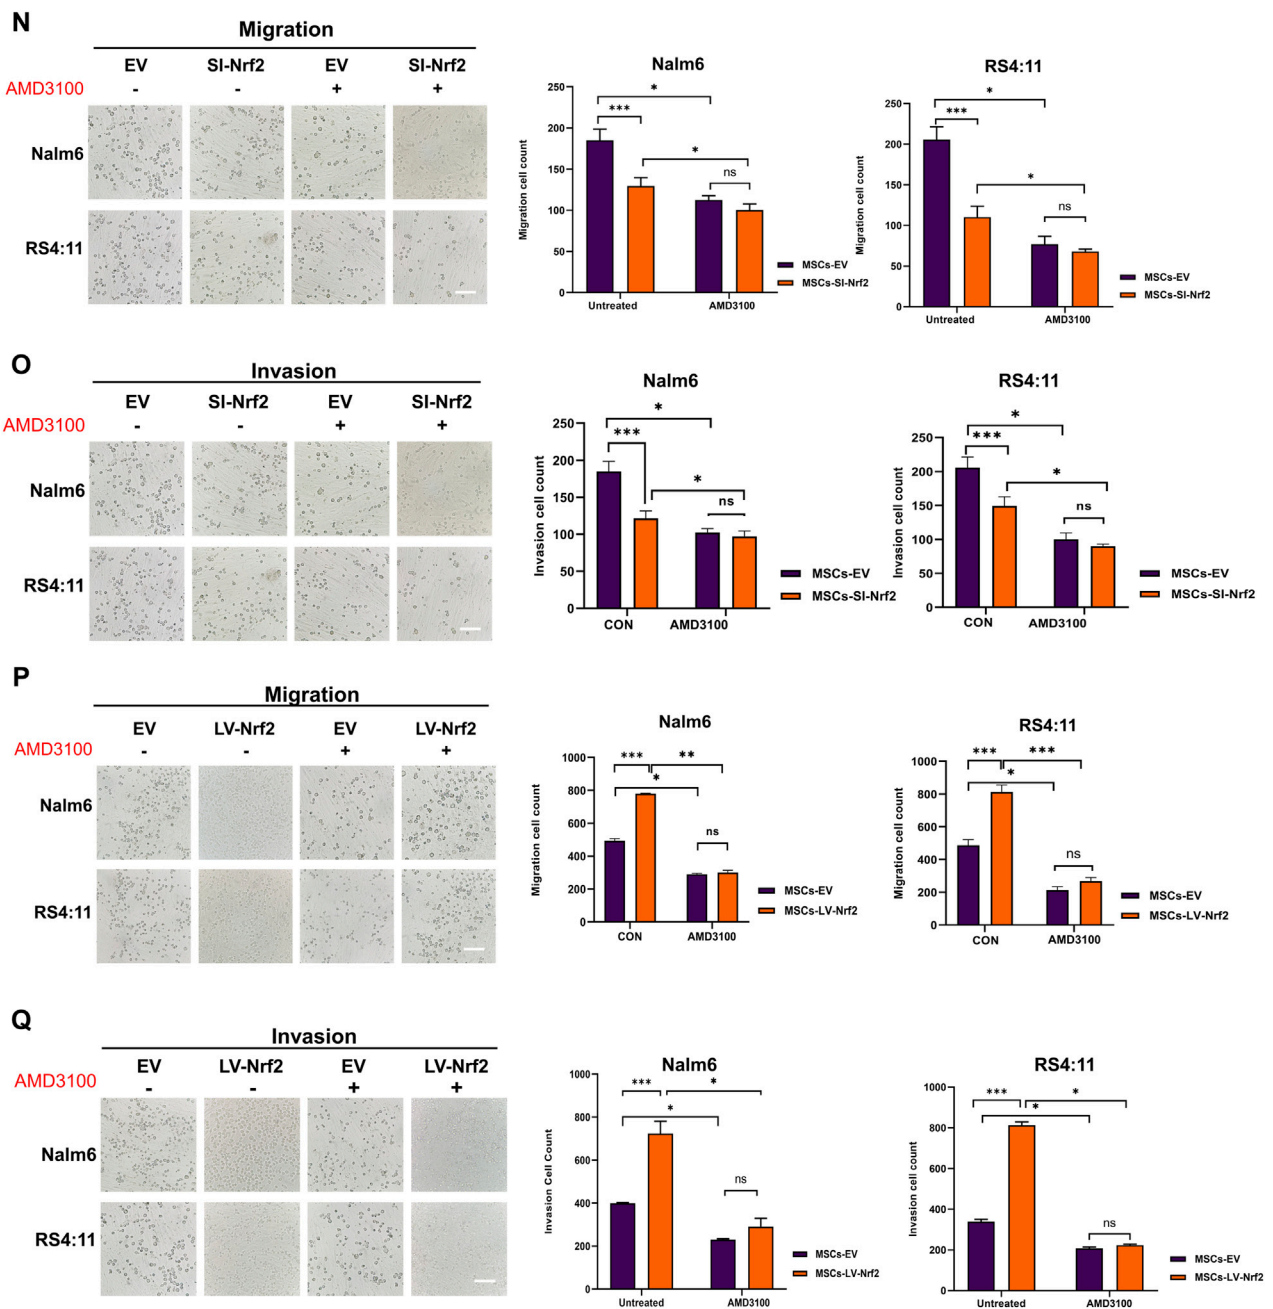 N
Migration
EV SI-Nrf2 EV SI-Nrf2
AMD3100 - - + +
Nalm6
RS4:11
Nalm6
Migration cell count
250
200
150
100
50
0
*
***
*
ns
Untreated AMD3100
MSCs-EV
MSCs-SI-Nrf2
RS4:11
Migration cell count
250
200
150
100
50
0
*
***
*
ns
Untreated AMD3100
MSCs-EV
MSCs-SI-Nrf2
O
Invasion
EV SI-Nrf2 EV SI-Nrf2
AMD3100 - - + +
Nalm6
RS4:11
Nalm6
Invasion cell count
250
200
150
100
50
0
*
***
*
ns
CON AMD3100
MSCs-EV
MSCs-SI-Nrf2
RS4:11
Invasion cell count
250
200
150
100
50
0
*
***
*
ns
CON AMD3100
MSCs-EV
MSCs-SI-Nrf2
P
Migration
EV LV-Nrf2 EV LV-Nrf2
AMD3100 - - + +
Nalm6
RS4:11
Nalm6
Migration cell count
1000
800
600
400
200
0
*** **
*
ns
CON AMD3100
MSCs-EV
MSCs-LV-Nrf2
RS4:11
Migration cell count
1000
800
600
400
200
0
*** ***
*
ns
CON AMD3100
MSCs-EV
MSCs-LV-Nrf2
Q
Invasion
EV LV-Nrf2 EV LV-Nrf2
AMD3100 - - + +
Nalm6
RS4:11
Nalm6
Invasion Cell Count
1000
800
600
400
200
0
*** *
*
ns
Untreated AMD3100
MSCs-EV
MSCs-LV-Nrf2
RS4:11
Invasion cell count
1000
800
600
400
200
0
*** *
*
ns
Untreated AMD3100
MSCs-EV
MSCs-LV-Nrf2